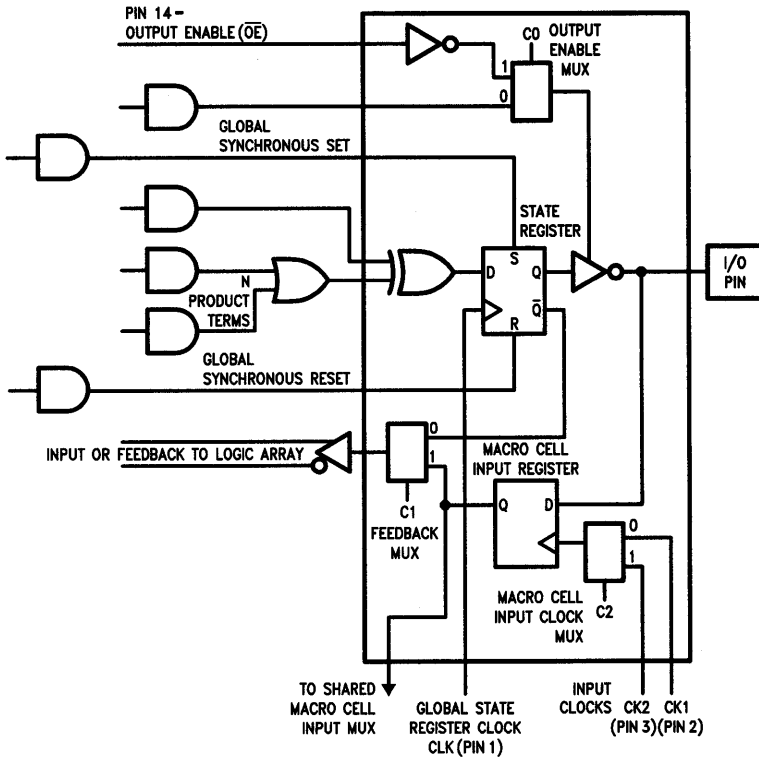 PIN 14–
OUTPUT ENABLE (OE)
C0
OUTPUT
ENABLE
MUX
1
0
GLOBAL
SYNCHRONOUS SET
STATE
REGISTER
S
D
Q
Q
R
I/O
PIN
N
PRODUCT
TERMS
GLOBAL
SYNCHRONOUS RESET
INPUT OR FEEDBACK TO LOGIC ARRAY
0
1
C1
FEEDBACK
MUX
MACRO CELL
INPUT REGISTER
Q
D
0
1
C2
MACRO CELL
INPUT CLOCK
MUX
TO SHARED
MACRO CELL
INPUT MUX
GLOBAL STATE
REGISTER CLOCK
CLK (PIN 1)
INPUT
CLOCKS
CK2
(PIN 3)
CK1
(PIN 2)